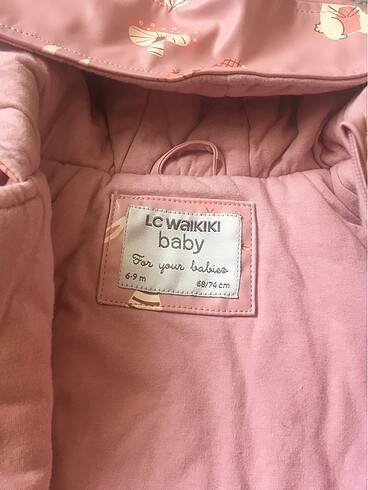 LC WAIKIKI
baby
For your babies
6-9 m
68/74 cm